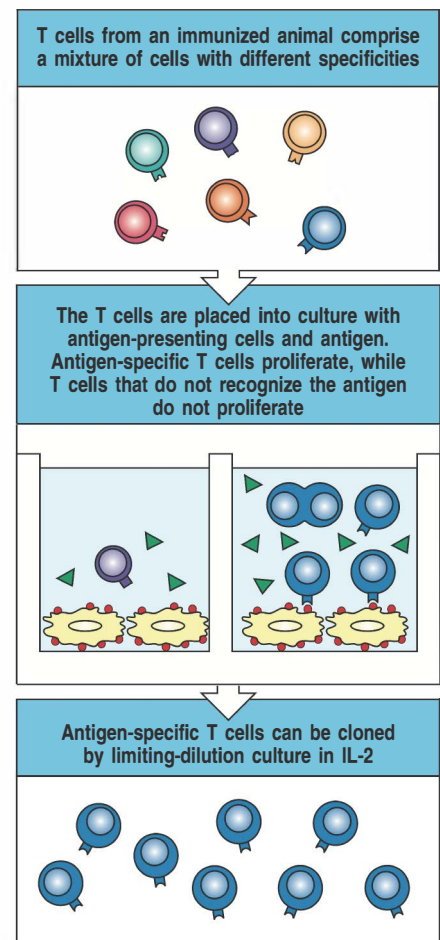 T cells from an immunized animal comprise
a mixture of cells with different specificities
The T cells are placed into culture with
antigen-presenting cells and antigen.
Antigen-specific T cells proliferate, while
T cells that do not recognize the antigen
do not proliferate
Antigen-specific T cells can be cloned
by limiting-dilution culture in IL-2